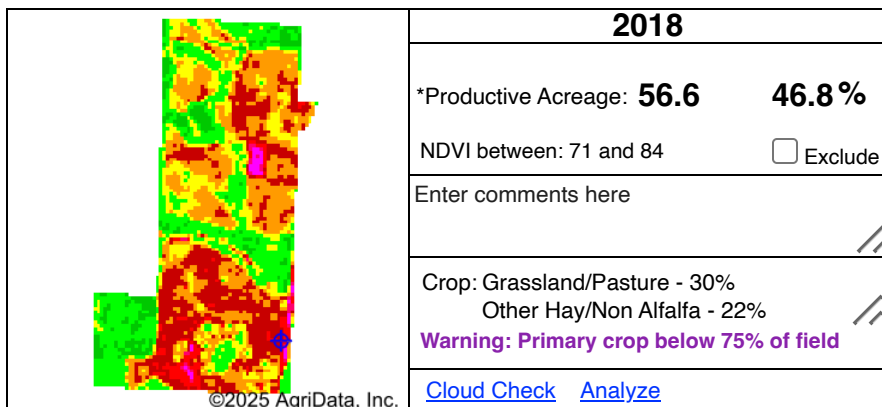 2018
*Productive Acreage: 56.6 46.8%
NDVI between: 71 and 84 Exclude
Enter comments here
Crop: Grassland/Pasture - 30%
Other Hay/Non Alfalfa - 22%
Warning: Primary crop below 75% of field
©2025 AgriData, Inc.
Cloud Check Analyze